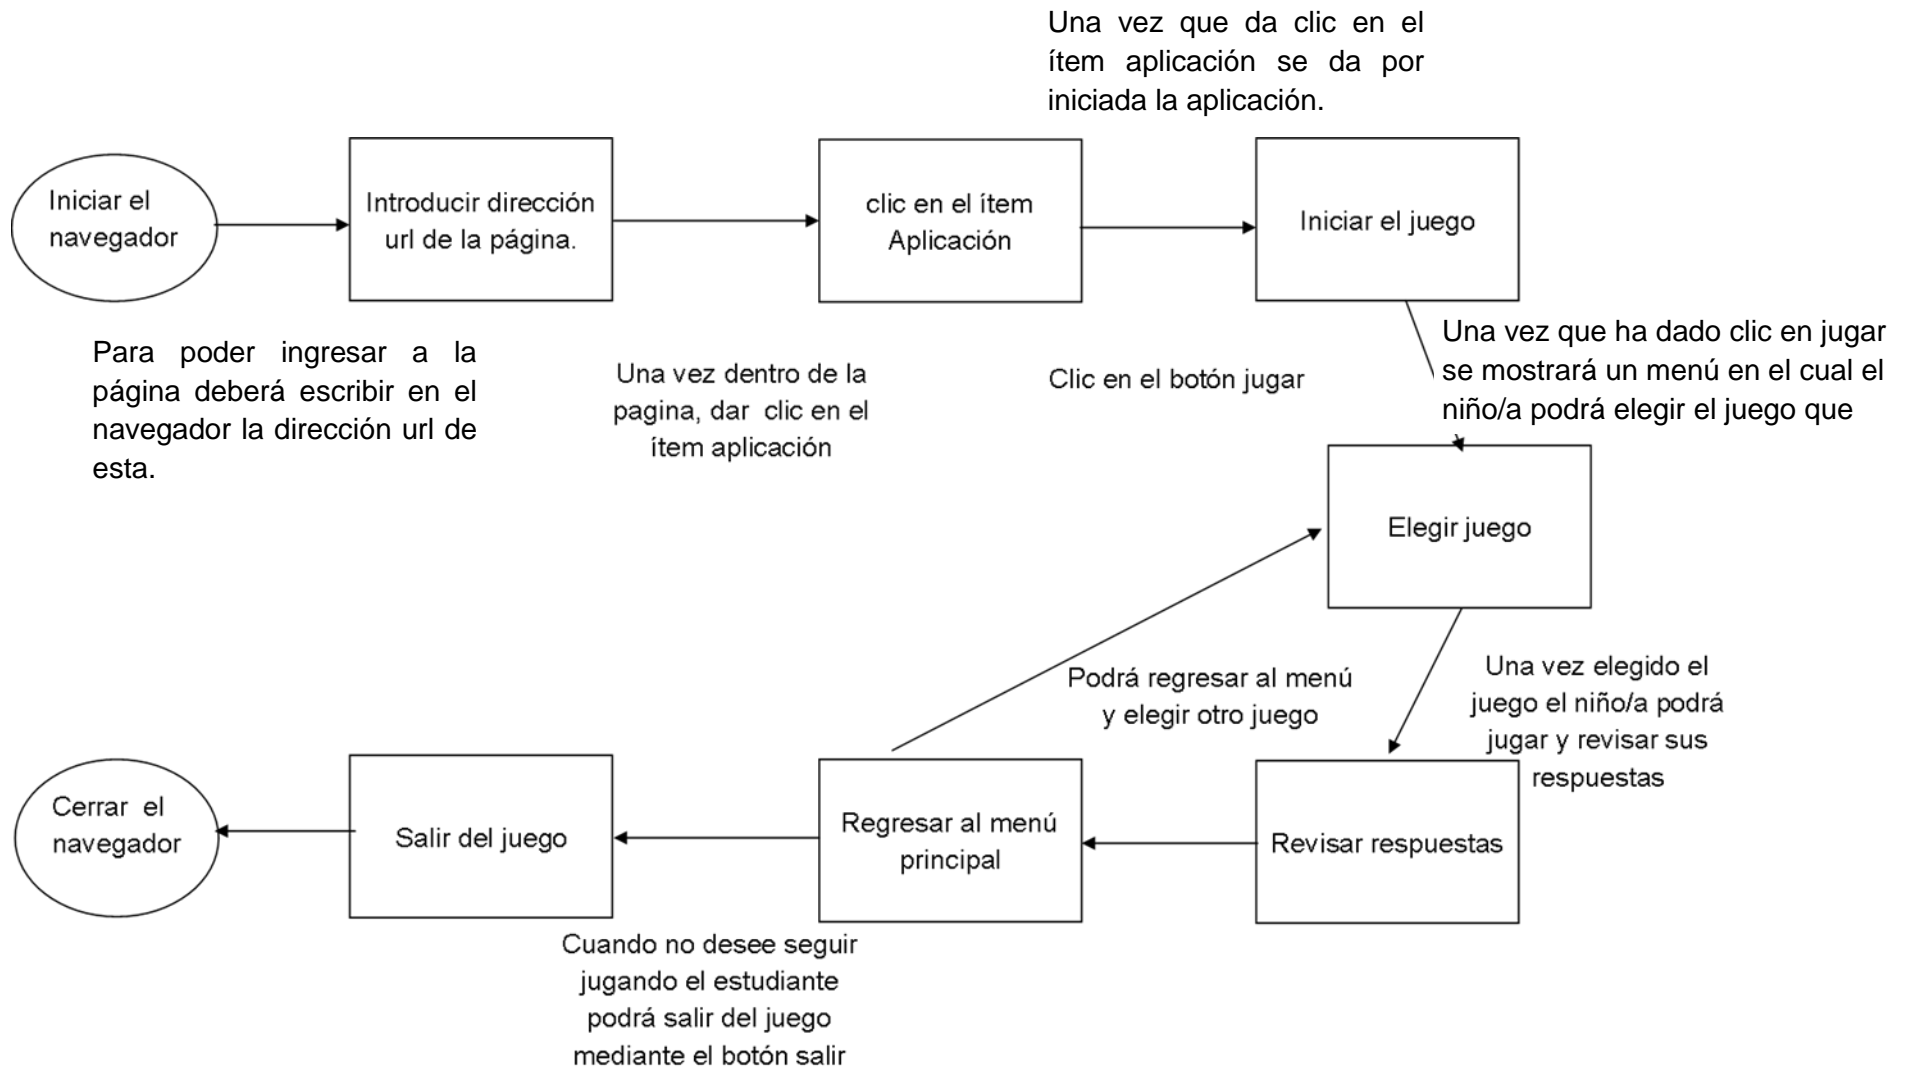 Una vez que da clic en el
ítem aplicación se da por
iniciada la aplicación.
Iniciar el
navegador
Introducir dirección
url de la página.
clic en el ítem
Aplicación
Iniciar el juego
Para poder ingresar a la
página deberá escribir en el
navegador la dirección url de
esta.
Una vez dentro de la
pagina, dar clic en el
ítem aplicación
Clic en el botón jugar
Una vez que ha dado clic en jugar
se mostrará un menú en el cual el
niño/a podrá elegir el juego que
Elegir juego
Podrá regresar al menú
y elegir otro juego
Una vez elegido el
juego el niño/a podrá
jugar y revisar sus
respuestas
Cerrar el
navegador
Salir del juego
Regresar al menú
principal
Revisar respuestas
Cuando no desee seguir
jugando el estudiante
podrá salir del juego
mediante el botón salir